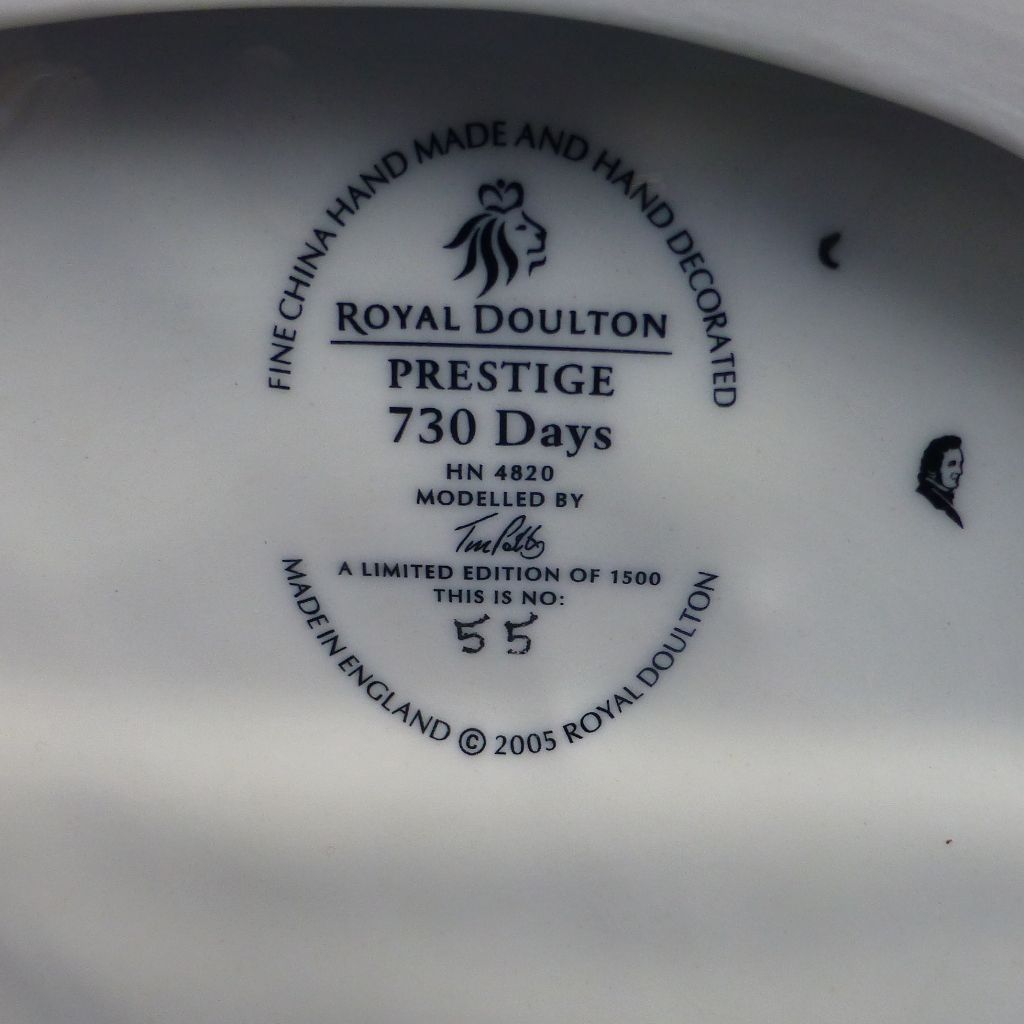 FINE CHINA HAND MADE AND HAND DECORATED
ROYAL DOULTON
PRESTIGE
730 Days
HN 4820
MODELLED BY
A LIMITED EDITION OF 1500
THIS IS NO:
55
MADE IN ENGLAND © 2005 ROYAL DOULTON